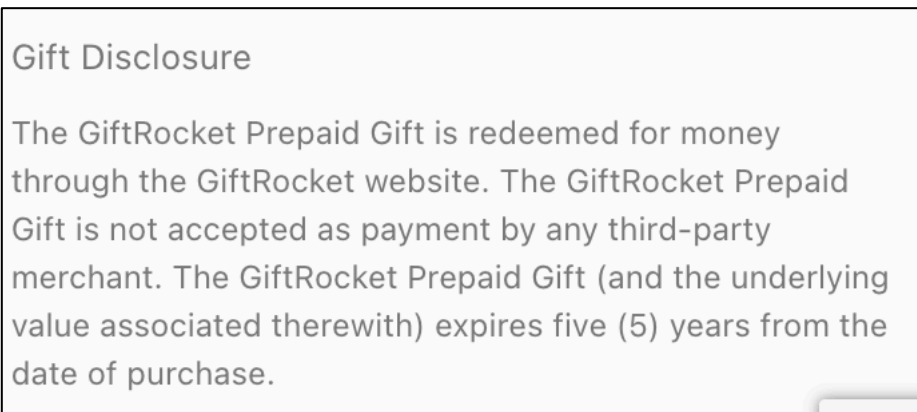 Gift Disclosure
The GiftRocket Prepaid Gift is redeemed for money
through the GiftRocket website. The GiftRocket Prepaid
Gift is not accepted as payment by any third-party
merchant. The GiftRocket Prepaid Gift (and the underlying
value associated therewith) expires five (5) years from the
date of purchase.